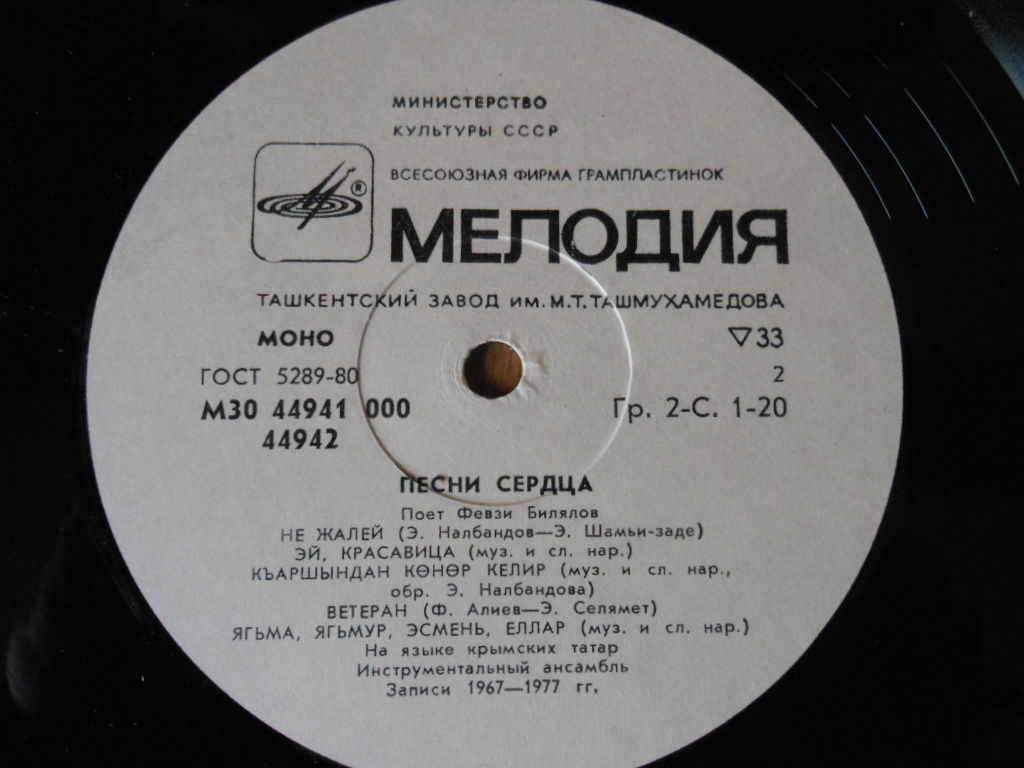 МИНИСТЕРСТВО
КУЛЬТУРЫ СССР
ВСЕСОЮЗНАЯ ФИРМА ГРАМПЛАСТИНОК
®
МЕЛОДИЯ
ТАШКЕНТСКИЙ ЗАВОД ИМ. М.Т. ТАШМУХАМЕДОВА
МОНО ▽33
ГОСТ 5289-80 2
М30 44941 000 Гр. 2-С. 1-20
44942
ПЕСНИ СЕРДЦА
Поет Февзи Билялов
НЕ ЖАЛЕЙ (Э. Налбандов—Э. Шамьи-заде)
ЭЙ, КРАСАВИЦА (муз. и сл. нар.)
КЪАРШЫНДАН КӨНӨР КЕЛИР (муз. и сл. нар.,
обр. Э. Налбандова)
ВЕТЕРАН (Ф. Алиев—Э. Селямет)
ЯГЬМА, ЯГЬМУР, ЭСМЕНЬ, ЕЛЛАР (муз. и сл. нар.)
На языке крымских татар
Инструментальный ансамбль
Записи 1967—1977 гг.